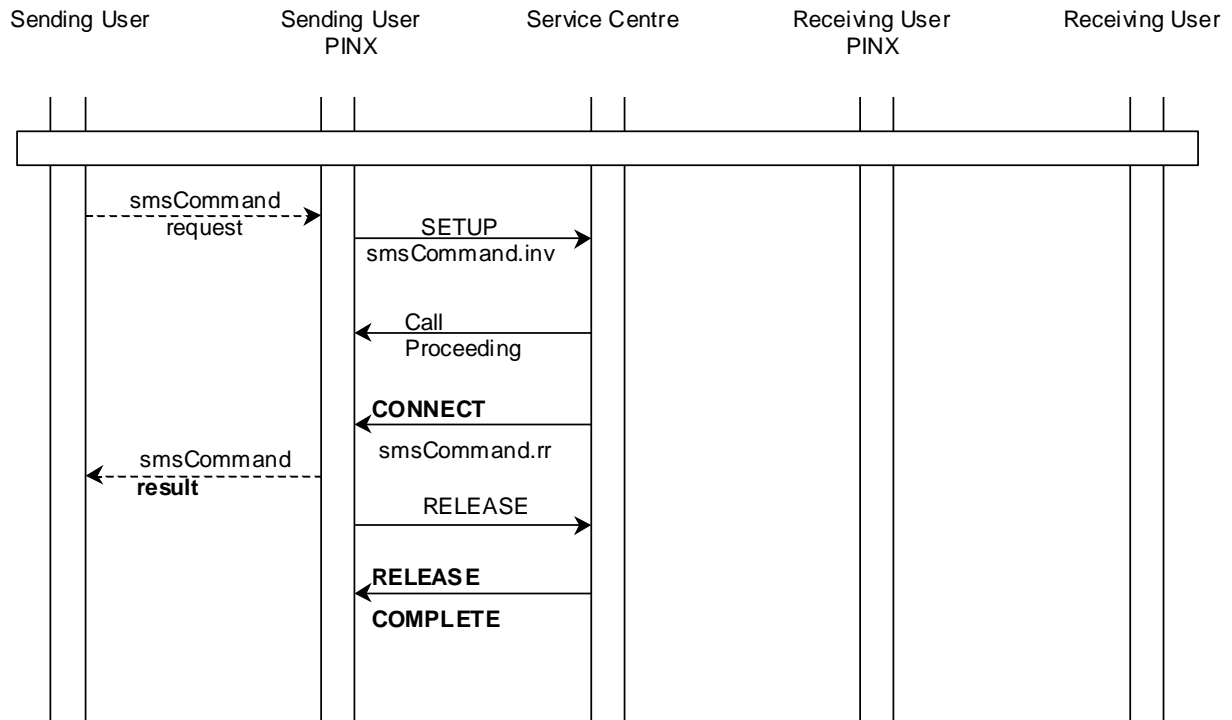 Sending User
Sending User
PINX
Service Centre
Receiving User
PINX
Receiving User
smsCommand
request
SETUP
smsCommand.inv
Call
Proceeding
CONNECT
smsCommand.rr
smsCommand
result
RELEASE
RELEASE
COMPLETE